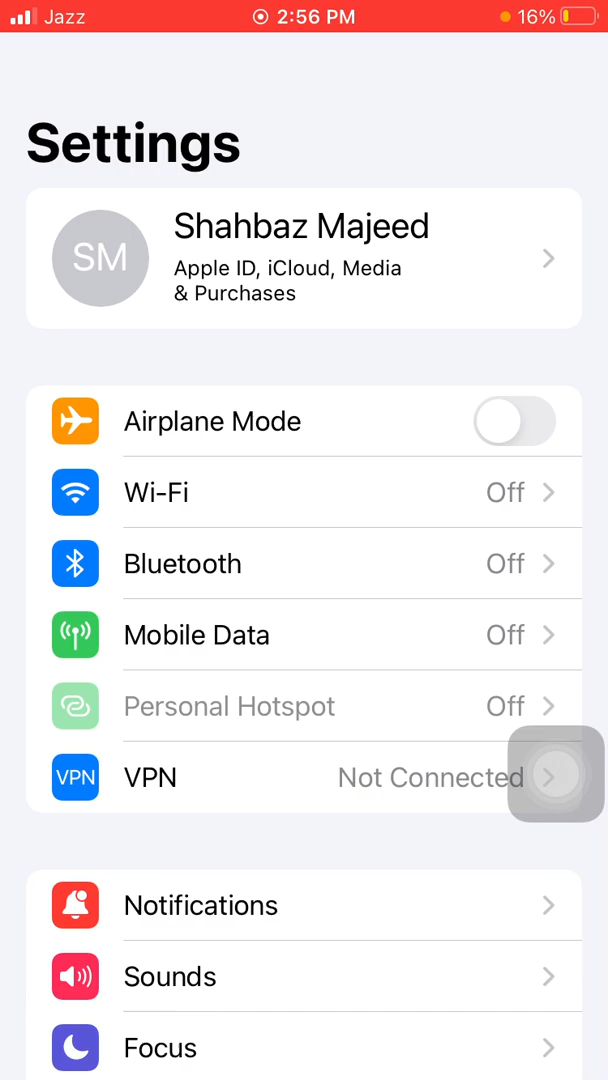 Jazz 2:56 PM 16%
Settings
SM
Shahbaz Majeed
Apple ID, iCloud, Media
& Purchases
Airplane Mode
Wi-Fi Off
Bluetooth Off
Mobile Data Off
Personal Hotspot Off
VPN VPN Not Connected
Notifications
Sounds
Focus